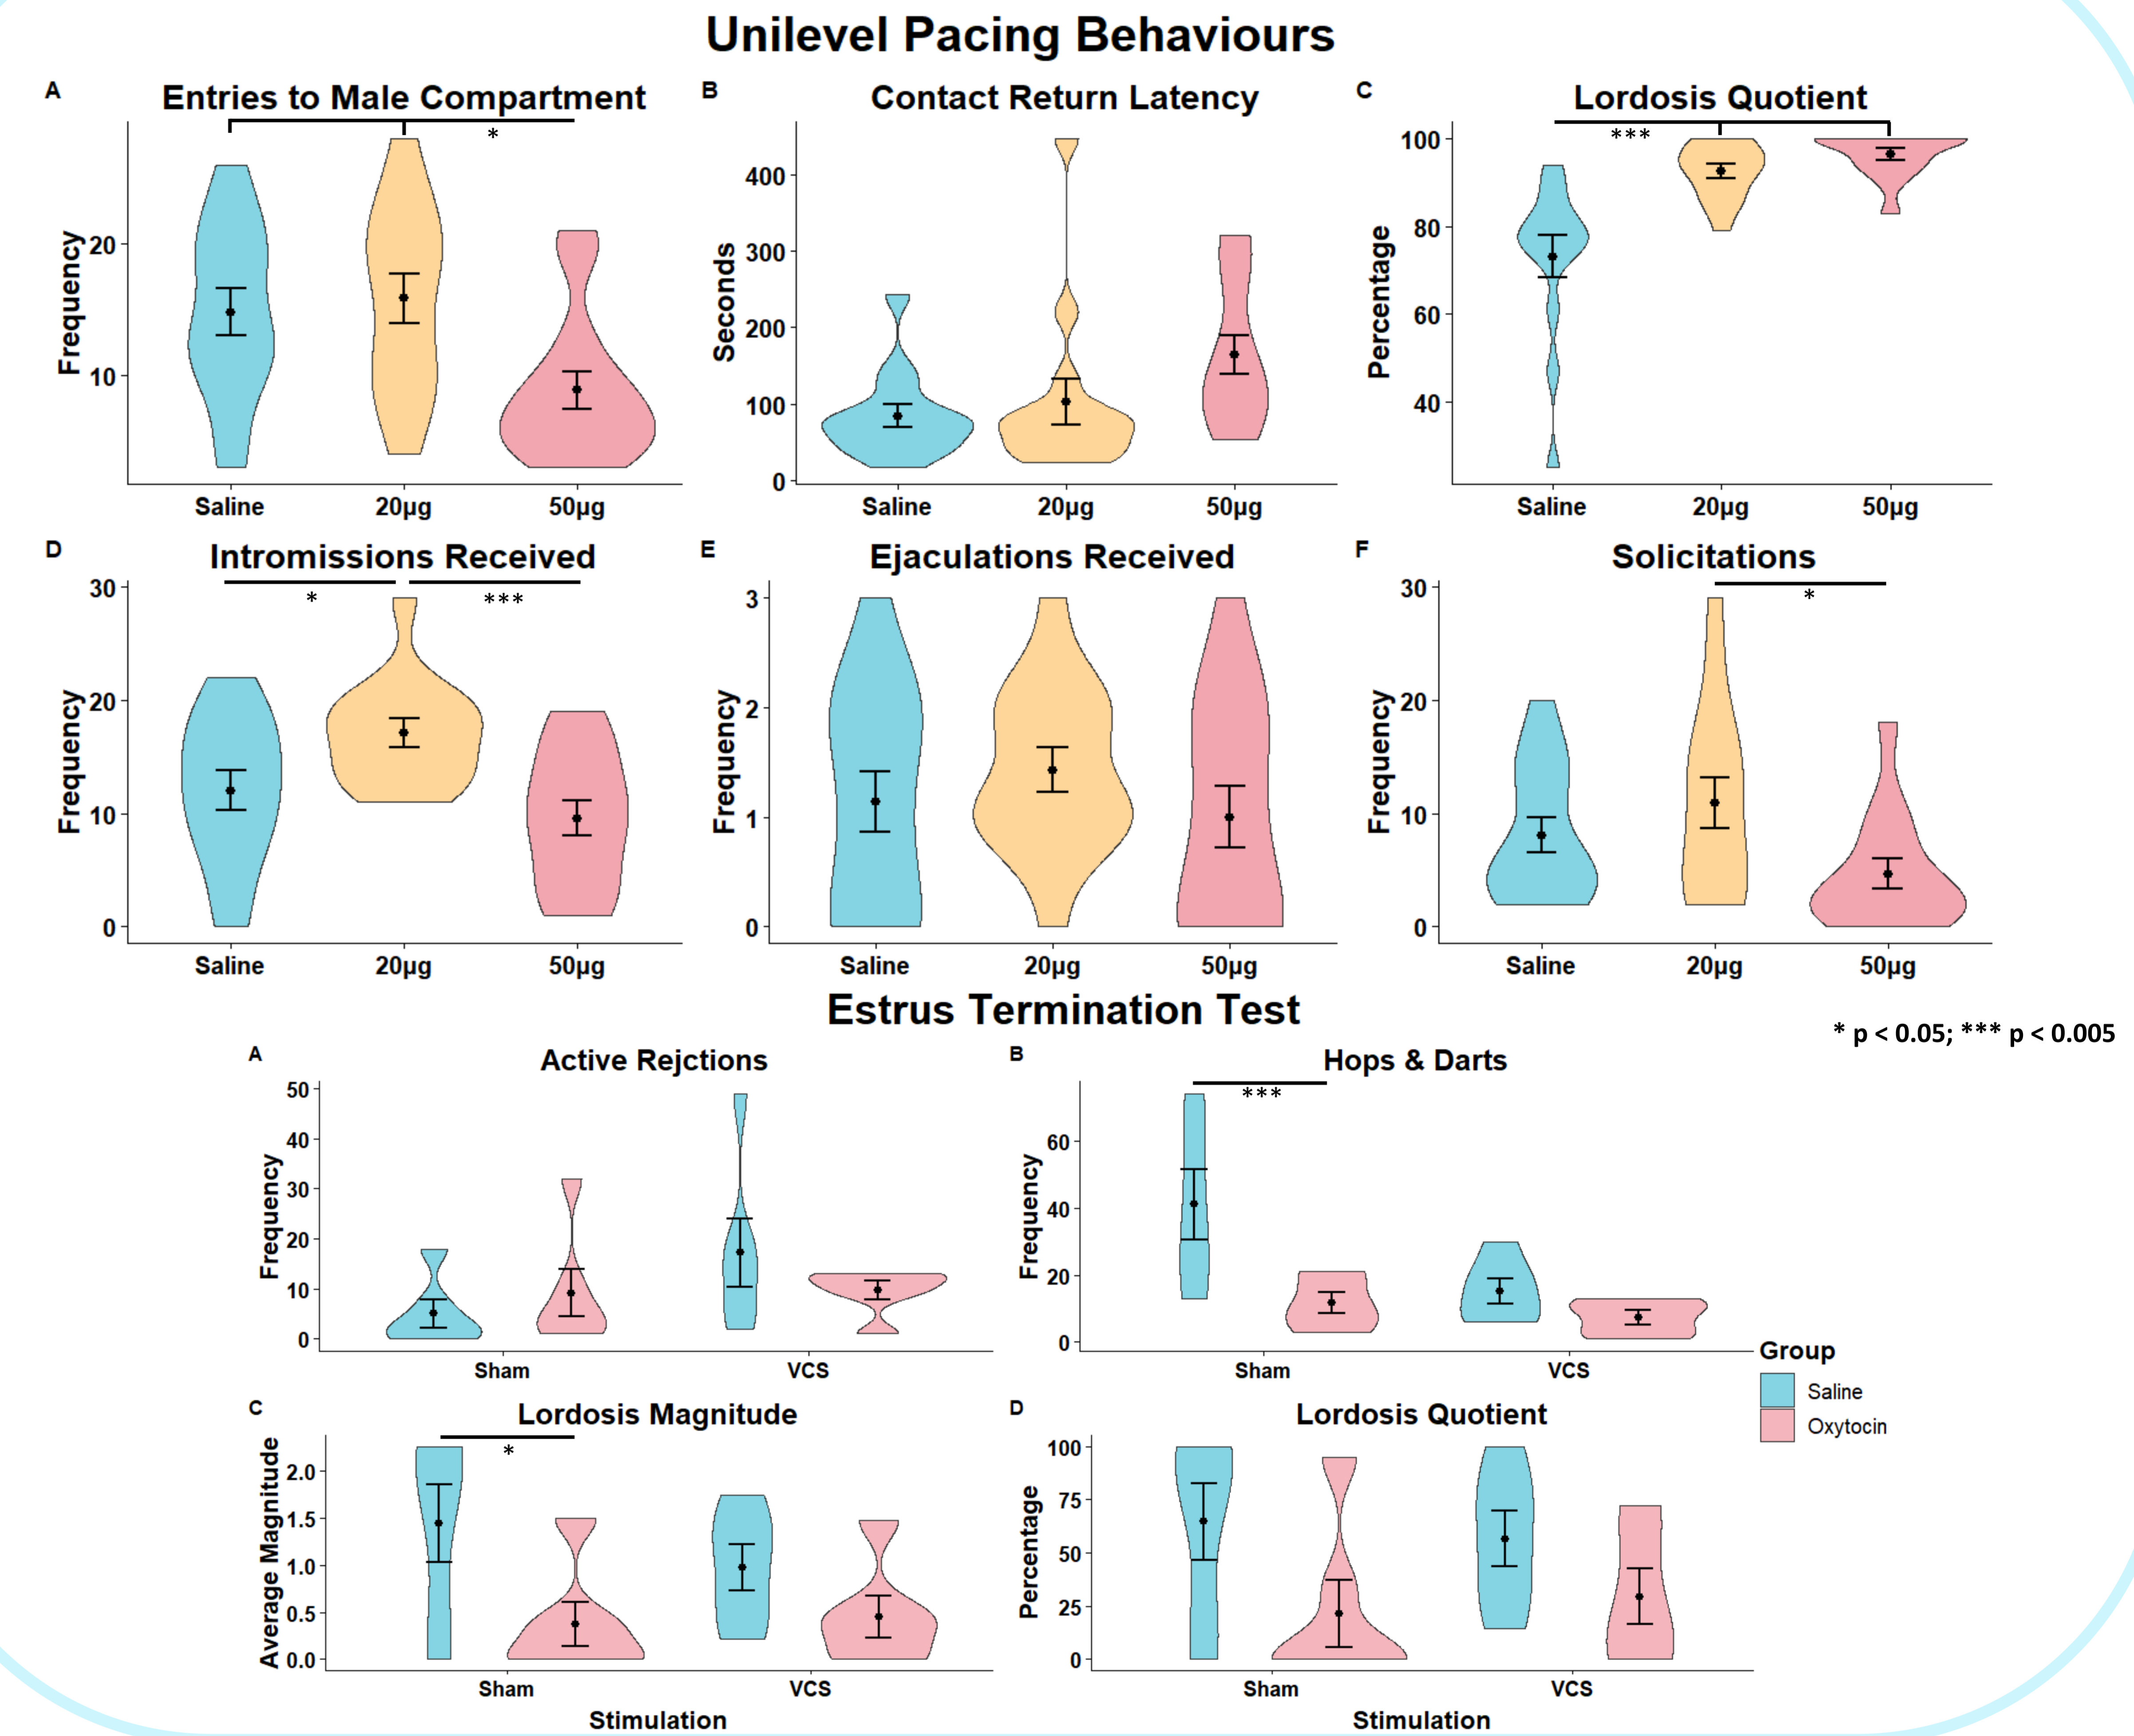 Unilevel Pacing Behaviours
A
Entries to Male Compartment
*
Frequency
20
10
Saline 20µg 50µg
B
Contact Return Latency
Seconds
400
300
200
100
0
Saline 20µg 50µg
C
Lordosis Quotient
***
Percentage
100
80
60
40
Saline 20µg 50µg
D
Intromissions Received
* ***
Frequency
30
20
10
0
Saline 20µg 50µg
E
Ejaculations Received
Frequency
3
2
1
0
Saline 20µg 50µg
F
Solicitations
*
Frequency
30
20
10
0
Saline 20µg 50µg
Estrus Termination Test
* p < 0.05; *** p < 0.005
A
Active Rejctions
Frequency
50
40
30
20
10
0
Sham VCS
B
Hops & Darts
***
Frequency
60
40
20
0
Sham VCS
Group
Saline
Oxytocin
C
Lordosis Magnitude
*
Average Magnitude
2.0
1.5
1.0
0.5
0.0
Sham VCS
Stimulation
D
Lordosis Quotient
Percentage
100
75
50
25
0
Sham VCS
Stimulation